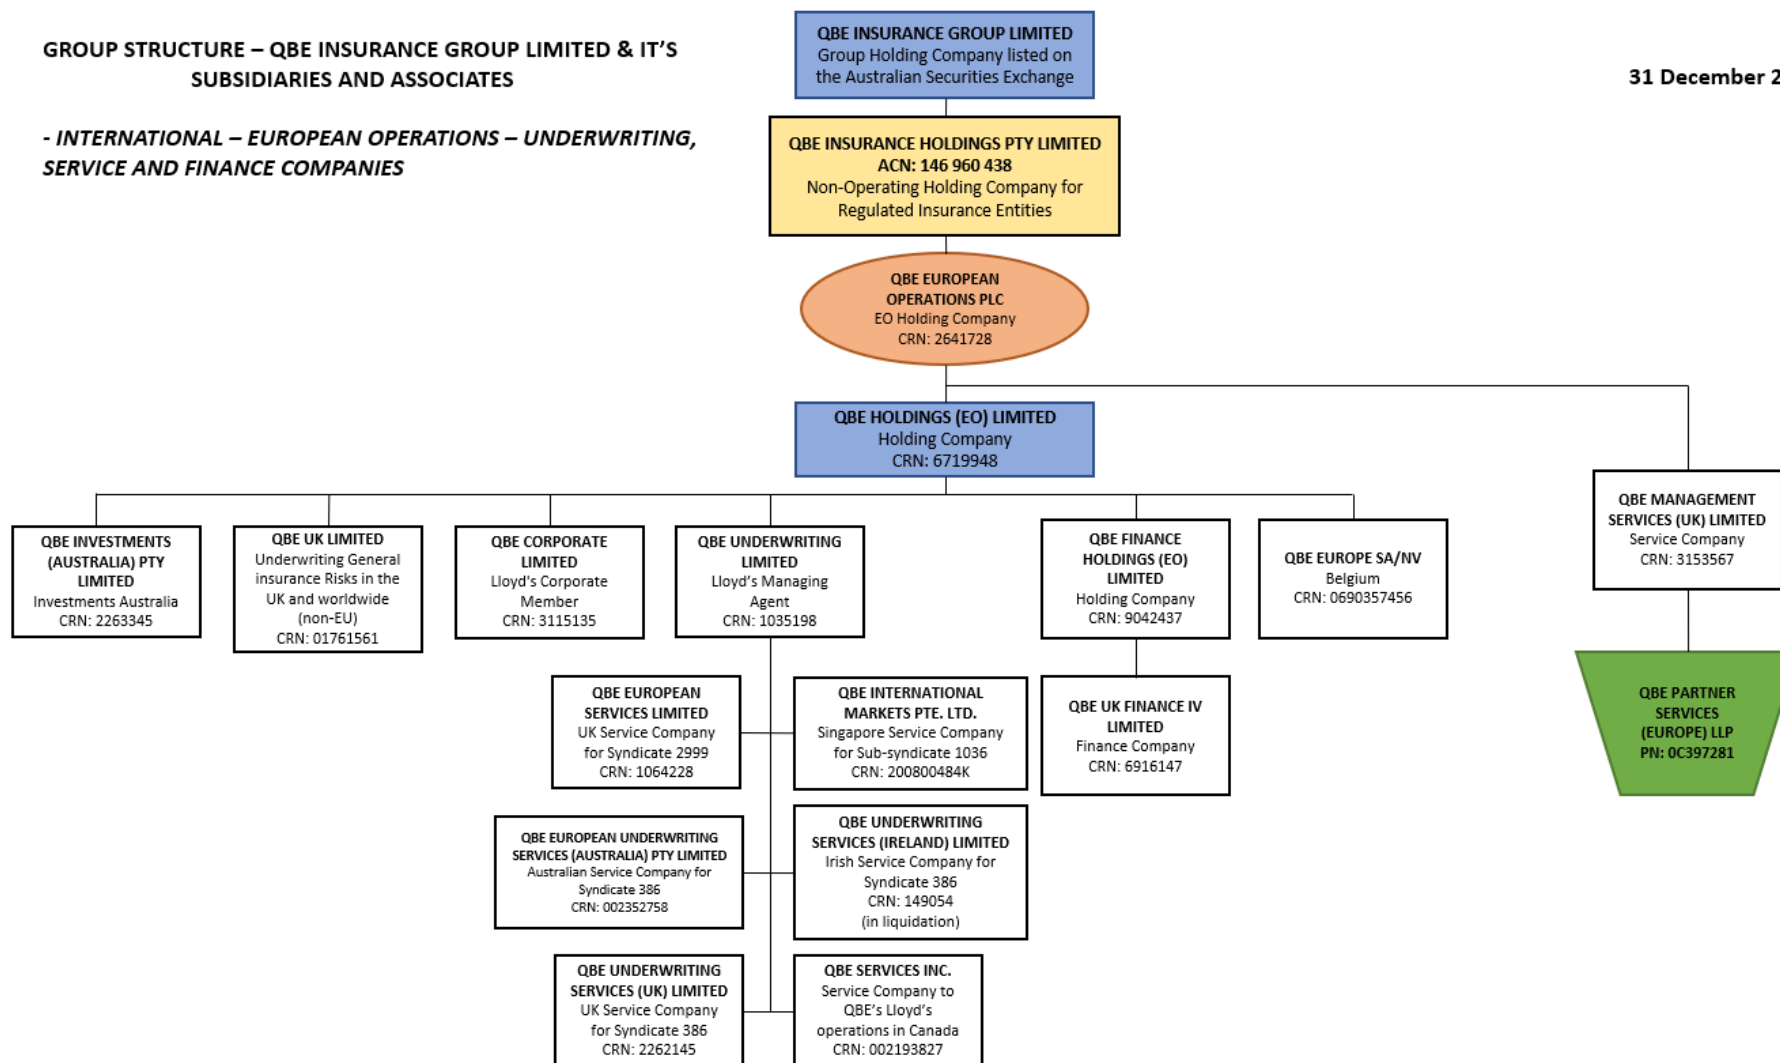 GROUP STRUCTURE – QBE INSURANCE GROUP LIMITED & IT'S
SUBSIDIARIES AND ASSOCIATES
- INTERNATIONAL – EUROPEAN OPERATIONS – UNDERWRITING,
SERVICE AND FINANCE COMPANIES
31 December 2
QBE INSURANCE GROUP LIMITED
Group Holding Company listed on
the Australian Securities Exchange
QBE INSURANCE HOLDINGS PTY LIMITED
ACN: 146 960 438
Non-Operating Holding Company for
Regulated Insurance Entities
QBE EUROPEAN
OPERATIONS PLC
EO Holding Company
CRN: 2641728
QBE HOLDINGS (EO) LIMITED
Holding Company
CRN: 6719948
QBE INVESTMENTS
(AUSTRALIA) PTY
LIMITED
Investments Australia
CRN: 2263345
QBE UK LIMITED
Underwriting General
insurance Risks in the
UK and worldwide
(non-EU)
CRN: 01761561
QBE CORPORATE
LIMITED
Lloyd's Corporate
Member
CRN: 3115135
QBE UNDERWRITING
LIMITED
Lloyd's Managing
Agent
CRN: 1035198
QBE FINANCE
HOLDINGS (EO)
LIMITED
Holding Company
CRN: 9042437
QBE EUROPE SA/NV
Belgium
CRN: 0690357456
QBE MANAGEMENT
SERVICES (UK) LIMITED
Service Company
CRN: 3153567
QBE EUROPEAN
SERVICES LIMITED
UK Service Company
for Syndicate 2999
CRN: 1064228
QBE INTERNATIONAL
MARKETS PTE. LTD.
Singapore Service Company
for Sub-syndicate 1036
CRN: 200800484K
QBE UK FINANCE IV
LIMITED
Finance Company
CRN: 6916147
QBE PARTNER
SERVICES
(EUROPE) LLP
PN: 0C397281
QBE EUROPEAN UNDERWRITING
SERVICES (AUSTRALIA) PTY LIMITED
Australian Service Company for
Syndicate 386
CRN: 002352758
QBE UNDERWRITING
SERVICES (IRELAND) LIMITED
Irish Service Company for
Syndicate 386
CRN: 149054
(in liquidation)
QBE UNDERWRITING
SERVICES (UK) LIMITED
UK Service Company
for Syndicate 386
CRN: 2262145
QBE SERVICES INC.
Service Company to
QBE's Lloyd's
operations in Canada
CRN: 002193827